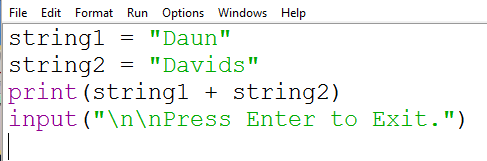 File Edit Format Run Options Windows Help
string1 = "Daun"
string2 = "Davids"
print(string1 + string2)
input("\n\nPress Enter to Exit.")